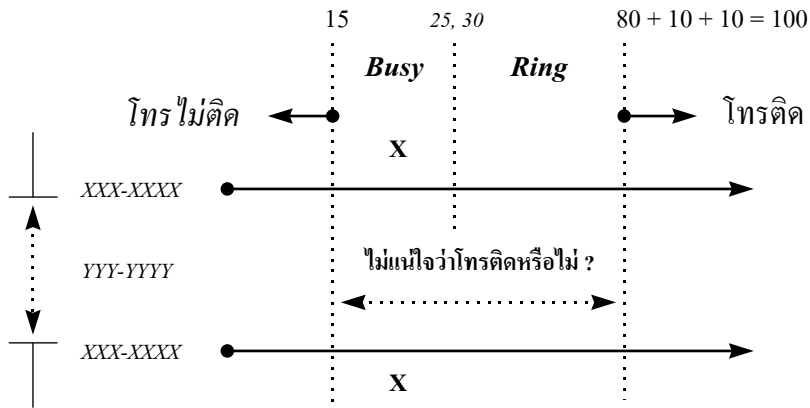 15 25, 30 80 + 10 + 10 = 100
Busy Ring
โทรไม่ติด โทรติด
X
XXX-XXXX
ไม่แน่ใจว่าโทรติดหรือไม่ ?
YYY-YYYY
XXX-XXXX
X